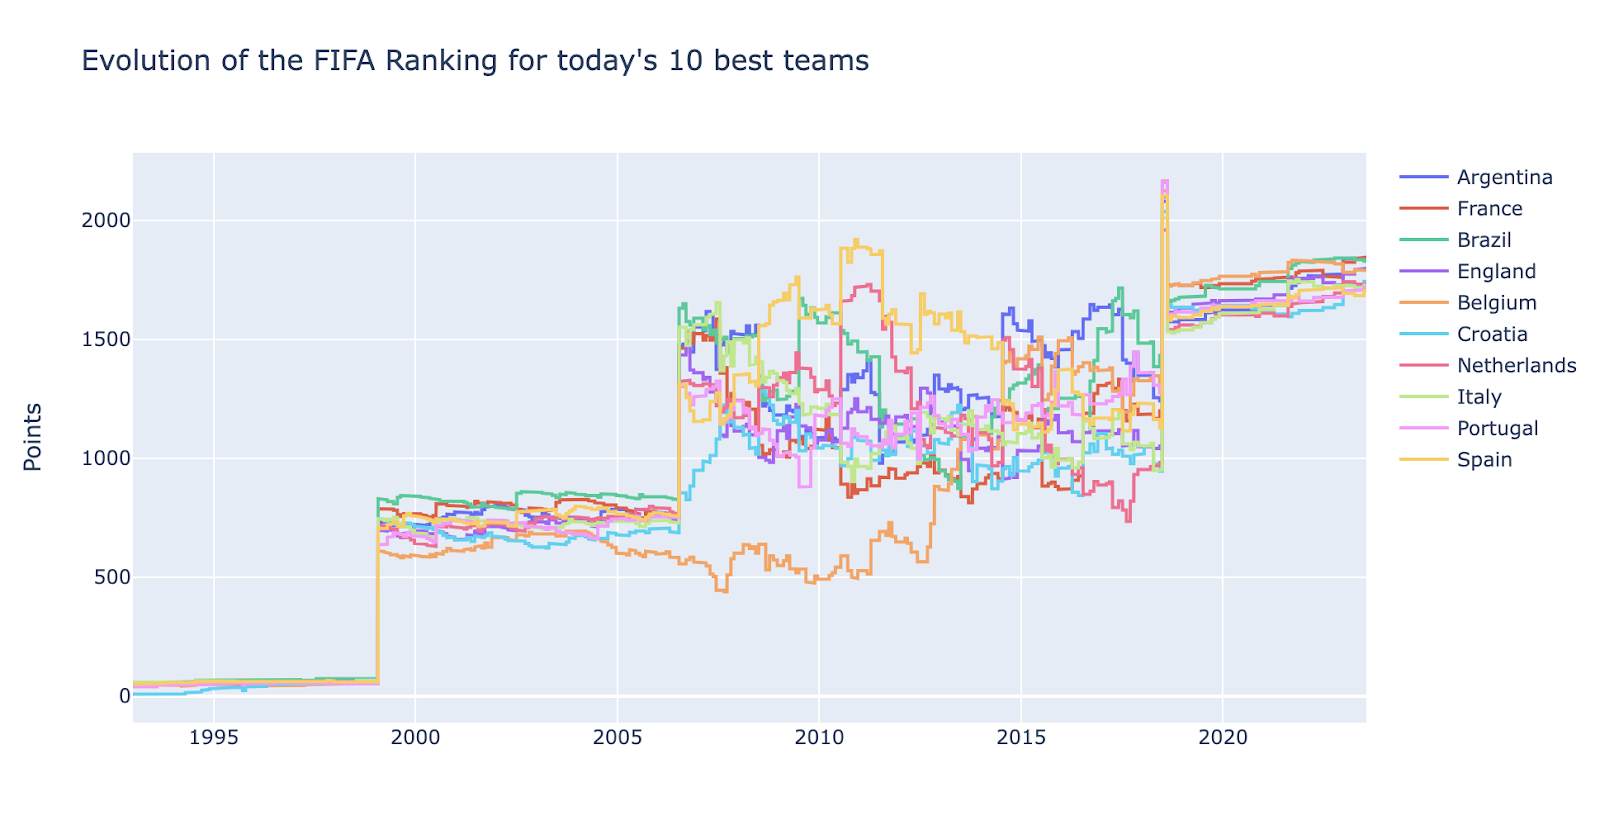 Evolution of the FIFA Ranking for today's 10 best teams
Points
2000
1500
1000
500
0
1995
2000
2005
2010
2015
2020
Argentina
France
Brazil
England
Belgium
Croatia
Netherlands
Italy
Portugal
Spain